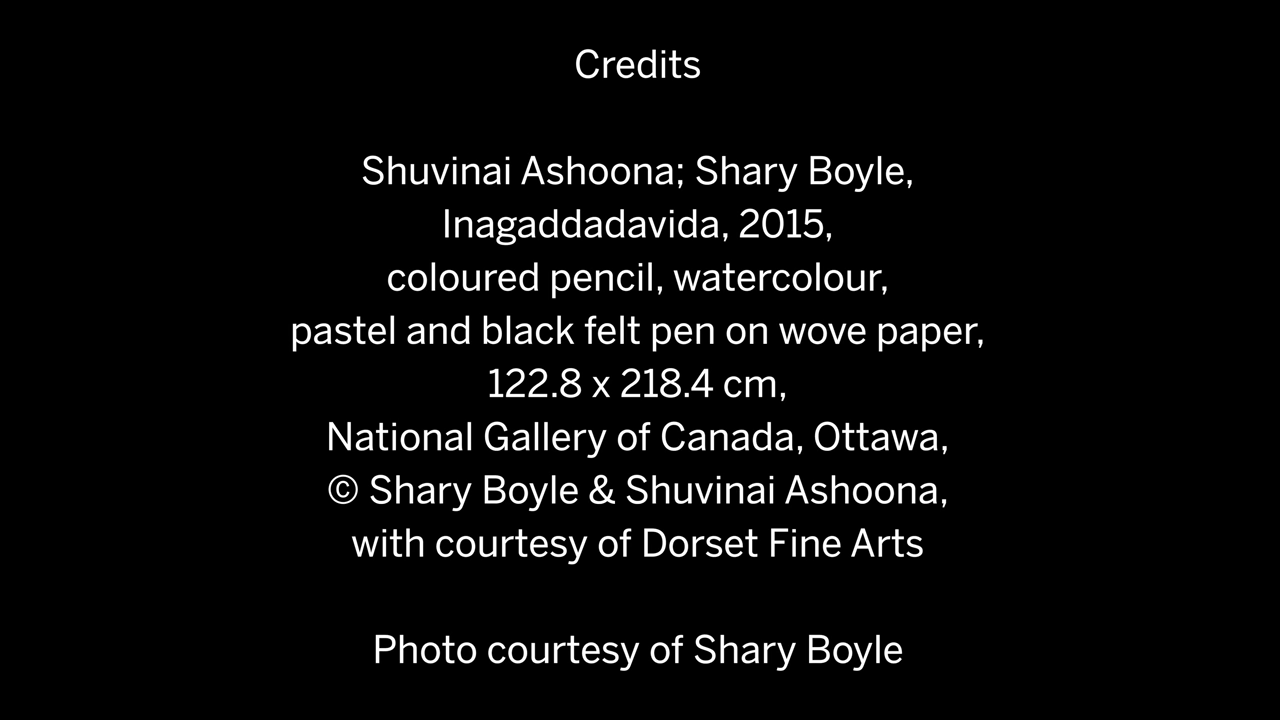 Credits
Shuvinai Ashoona; Shary Boyle,
Inagaddadavida, 2015,
coloured pencil, watercolour,
pastel and black felt pen on wove paper,
122.8 x 218.4 cm,
National Gallery of Canada, Ottawa,
© Shary Boyle & Shuvinai Ashoona,
with courtesy of Dorset Fine Arts
Photo courtesy of Shary Boyle